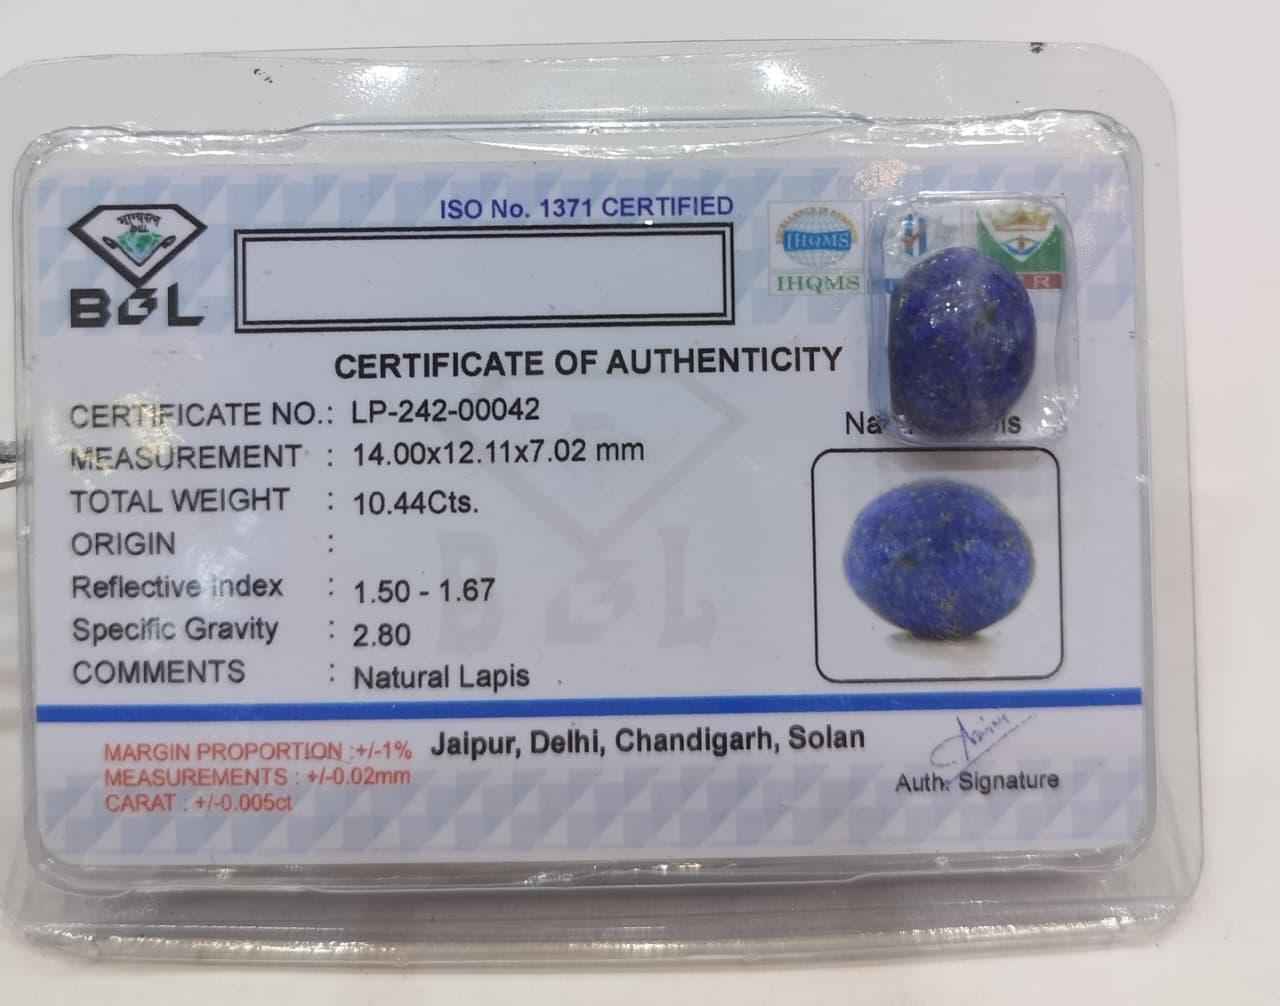 भाग्यरत्न
BGL
ISO No. 1371 CERTIFIED
IHQMS
IHQMS
H
R
CERTIFICATE OF AUTHENTICITY
CERTIFICATE NO.: LP-242-00042
MEASUREMENT : 14.00x12.11x7.02 mm
TOTAL WEIGHT : 10.44Cts.
ORIGIN :
Reflective Index : 1.50 - 1.67
Specific Gravity : 2.80
COMMENTS : Natural Lapis
BGL
MARGIN PROPORTION :+/-1%
MEASUREMENTS : +/-0.02mm
CARAT : +/-0.005ct
Jaipur, Delhi, Chandigarh, Solan
Auth. Signature